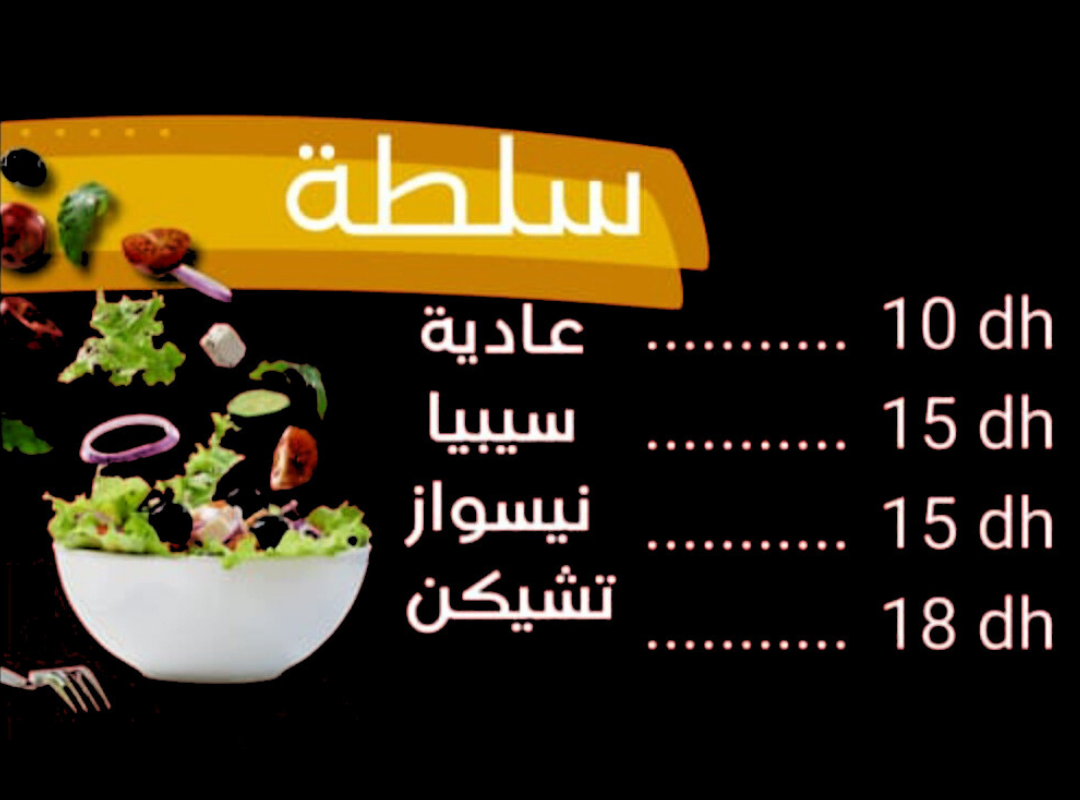 سلطة
عادية ........... 10 dh
سيبيا ........... 15 dh
نيسواز ........... 15 dh
تشيكن ........... 18 dh